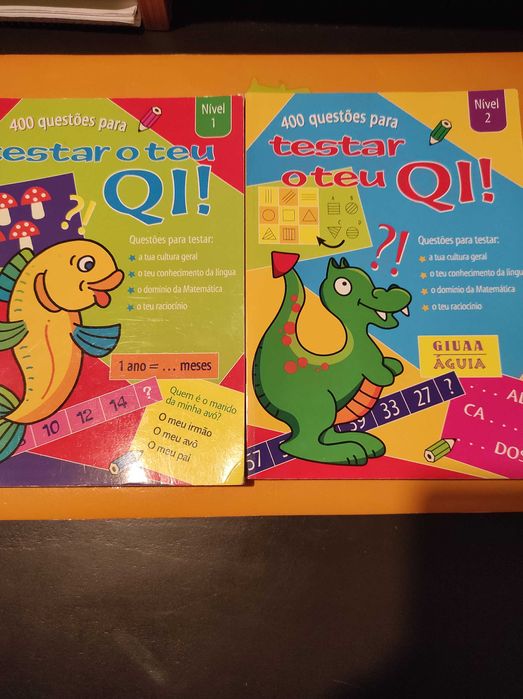 Nível
1
400 questões para
testar o teu
QI!
?!
Questões para testar:
a tua cultura geral
o teu conhecimento da língua
o domínio da Matemática
o teu raciocínio
1 ano = ... meses
10 12 14 ?
Quem é o marido
da minha avó?
O meu irmão
O meu avô
O meu pai
Nível
2
400 questões para
testar
o teu QI!
A B
C D
?!
Questões para testar:
a tua cultura geral
o teu conhecimento da língua
o domínio da Matemática
o teu raciocínio
GIUAA
ÁGUIA
57 39 33 27 ?
... AL
CA ...
... DOS